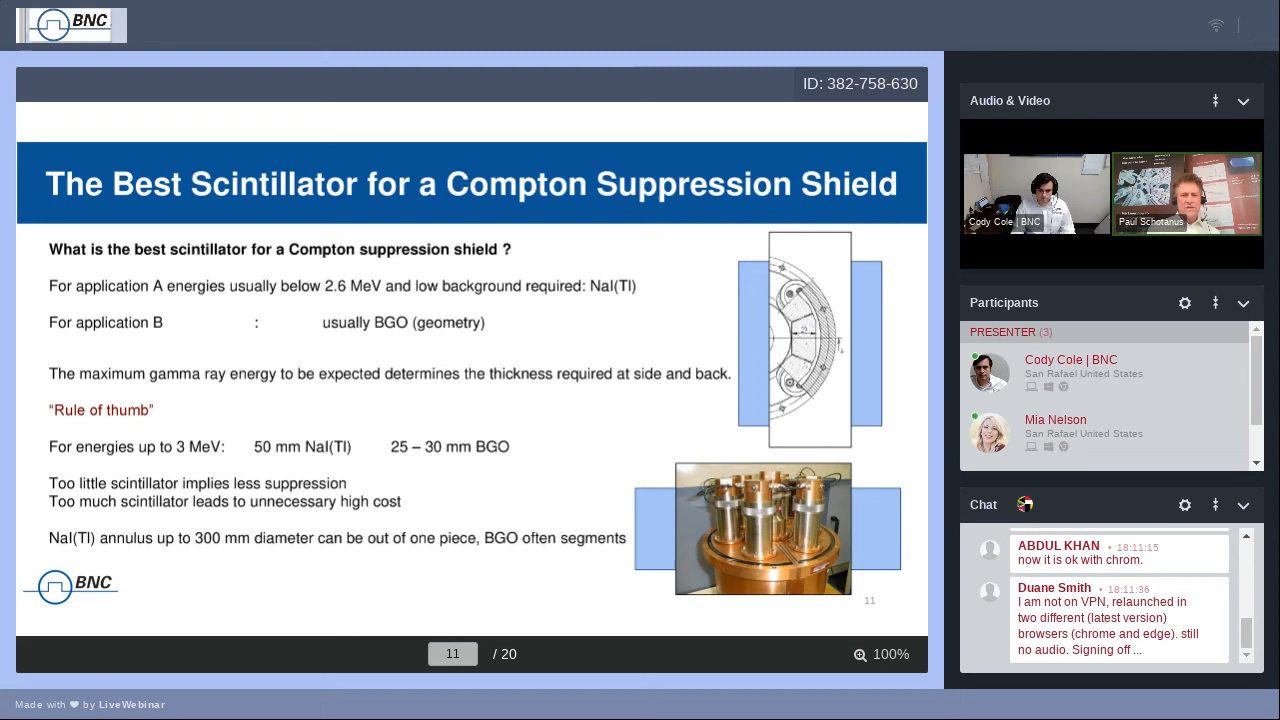 BNC
ID: 382-758-630
The Best Scintillator for a Compton Suppression Shield
What is the best scintillator for a Compton suppression shield ?
For application A energies usually below 2.6 MeV and low background required: NaI(Tl)
For application B : usually BGO (geometry)
The maximum gamma ray energy to be expected determines the thickness required at side and back.
“Rule of thumb”
For energies up to 3 MeV: 50 mm NaI(Tl) 25 – 30 mm BGO
Too little scintillator implies less suppression
Too much scintillator leads to unnecessary high cost
NaI(Tl) annulus up to 300 mm diameter can be out of one piece, BGO often segments
BNC
11
11 / 20
100%
Audio & Video
Cody Cole | BNC
Paul Schotanus
Participants
PRESENTER (3)
Cody Cole | BNC
San Rafael United States
Mia Nelson
San Rafael United States
Chat
ABDUL KHAN • 18:11:15
now it is ok with chrom.
Duane Smith • 18:11:36
I am not on VPN, relaunched in
two different (latest version)
browsers (chrome and edge). still
no audio. Signing off ...
Made with ❤ by LiveWebinar